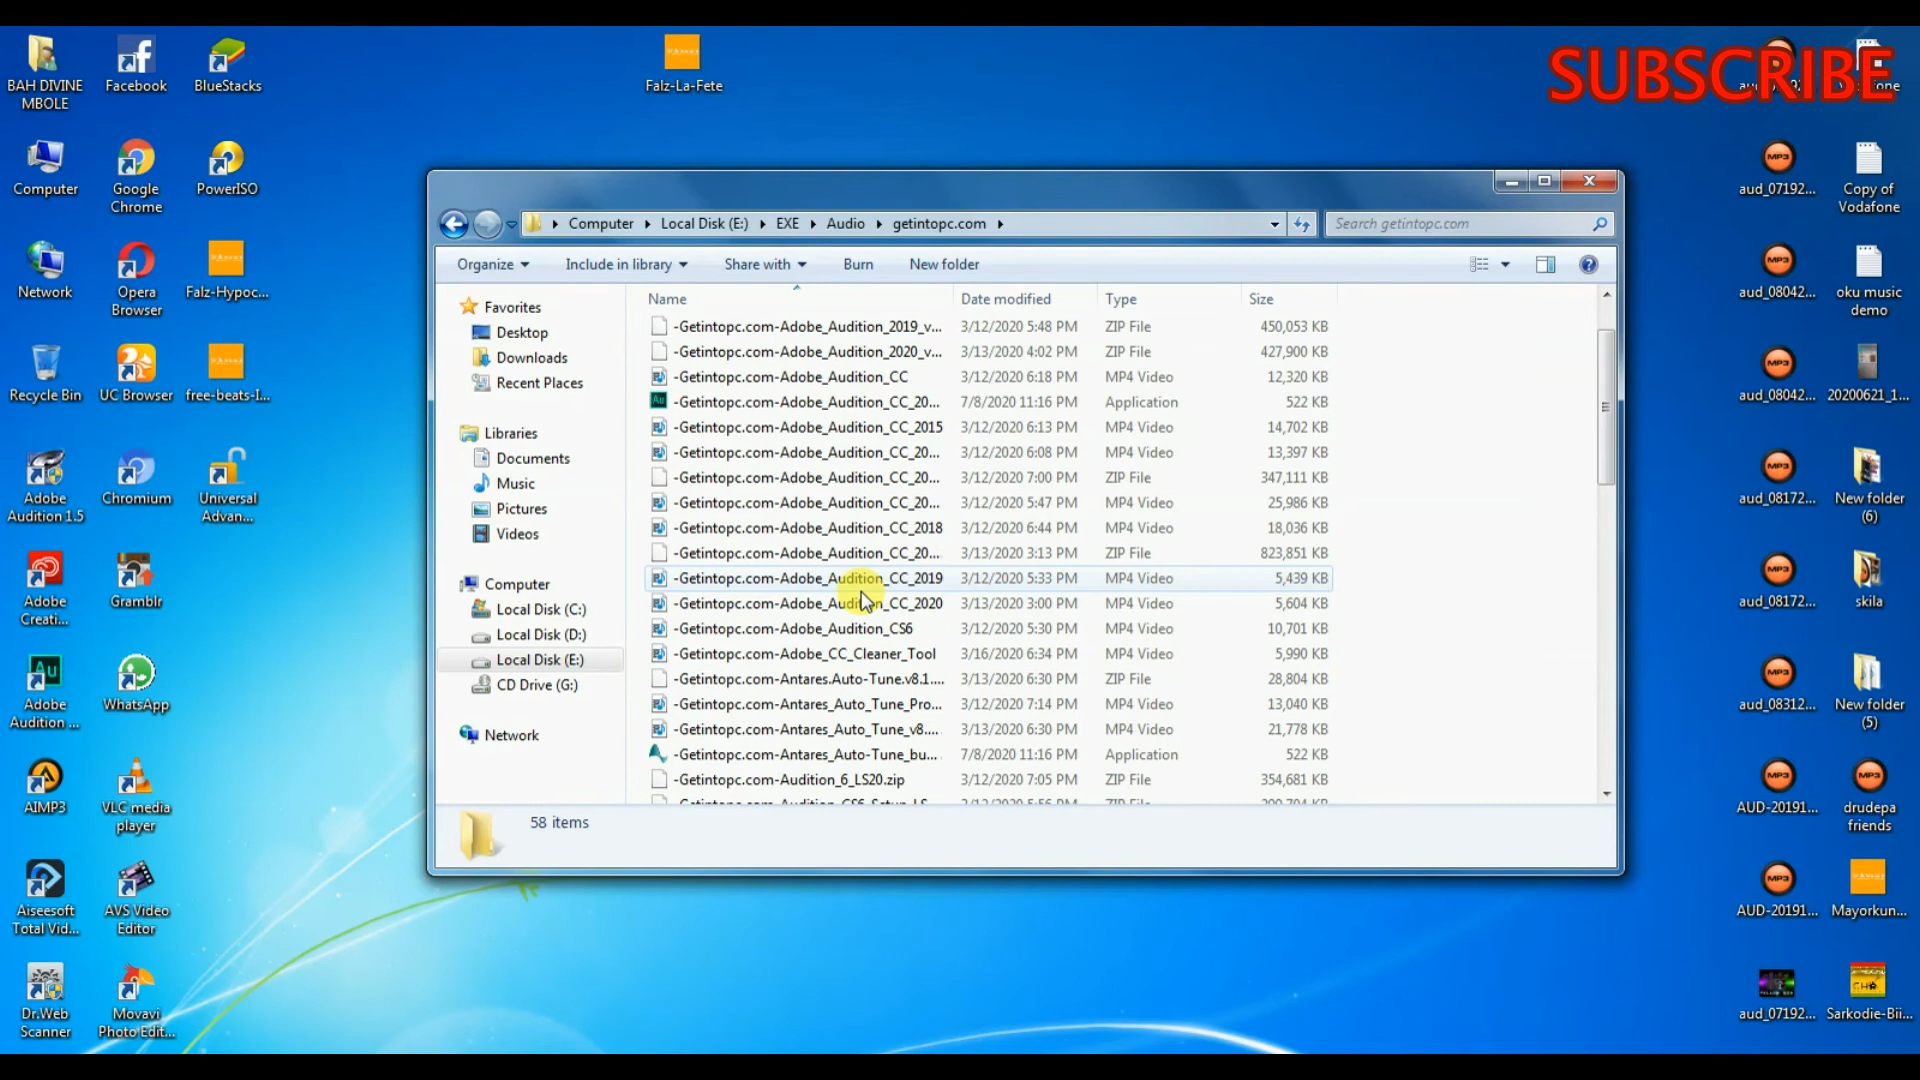 SUBSCRIBE
BAH DIVINE
MBOLE
Facebook
BlueStacks
Falz-La-Fete
Computer
Google
Chrome
PowerISO
Network
Opera
Browser
Falz-Hypoc...
Recycle Bin
UC Browser
free-beats-I...
Adobe
Audition 1.5
Chromium
Universal
Advan...
Adobe
Creati...
Gramblr
Adobe
Audition ...
WhatsApp
AIMP3
VLC media
player
Aiseesoft
Total Vid...
AVS Video
Editor
Dr.Web
Scanner
Movavi
Photo Edit...
Computer
Local Disk (E:)
EXE
Audio
getintopc.com
Search getintopc.com
Organize
Include in library
Share with
Burn
New folder
Favorites
Desktop
Downloads
Recent Places
Libraries
Documents
Music
Pictures
Videos
Computer
Local Disk (C:)
Local Disk (D:)
Local Disk (E:)
CD Drive (G:)
Network
Name Date modified Type Size
-Getintopc.com-Adobe_Audition_2019_v... 3/12/2020 5:48 PM ZIP File 450,053 KB
-Getintopc.com-Adobe_Audition_2020_v... 3/13/2020 4:02 PM ZIP File 427,900 KB
-Getintopc.com-Adobe_Audition_CC 3/12/2020 6:18 PM MP4 Video 12,320 KB
-Getintopc.com-Adobe_Audition_CC_20... 7/8/2020 11:16 PM Application 522 KB
-Getintopc.com-Adobe_Audition_CC_2015 3/12/2020 6:13 PM MP4 Video 14,702 KB
-Getintopc.com-Adobe_Audition_CC_20... 3/12/2020 6:08 PM MP4 Video 13,397 KB
-Getintopc.com-Adobe_Audition_CC_20... 3/12/2020 7:00 PM ZIP File 347,111 KB
-Getintopc.com-Adobe_Audition_CC_20... 3/12/2020 5:47 PM MP4 Video 25,986 KB
-Getintopc.com-Adobe_Audition_CC_2018 3/12/2020 6:44 PM MP4 Video 18,036 KB
-Getintopc.com-Adobe_Audition_CC_20... 3/13/2020 3:13 PM ZIP File 823,851 KB
-Getintopc.com-Adobe_Audition_CC_2019 3/12/2020 5:33 PM MP4 Video 5,439 KB
-Getintopc.com-Adobe_Audition_CC_2020 3/13/2020 3:00 PM MP4 Video 5,604 KB
-Getintopc.com-Adobe_Audition_CS6 3/12/2020 5:30 PM MP4 Video 10,701 KB
-Getintopc.com-Adobe_CC_Cleaner_Tool 3/16/2020 6:34 PM MP4 Video 5,990 KB
-Getintopc.com-Antares.Auto-Tune.v8.1.... 3/13/2020 6:30 PM ZIP File 28,804 KB
-Getintopc.com-Antares_Auto_Tune_Pro... 3/12/2020 7:14 PM MP4 Video 13,040 KB
-Getintopc.com-Antares_Auto_Tune_v8.... 3/13/2020 6:30 PM MP4 Video 21,778 KB
-Getintopc.com-Antares_Auto-Tune_bu... 7/8/2020 11:16 PM Application 522 KB
-Getintopc.com-Audition_6_LS20.zip 3/12/2020 7:05 PM ZIP File 354,681 KB
58 items
aud_07192...
Copy of
Vodafone
aud_08042...
oku music
demo
aud_08042...
20200621_1...
aud_08172...
New folder
(6)
aud_08172...
skila
aud_08312...
New folder
(5)
AUD-20191...
drudepa
friends
AUD-20191...
Mayorkun...
aud_07192...
Sarkodie-Bii...